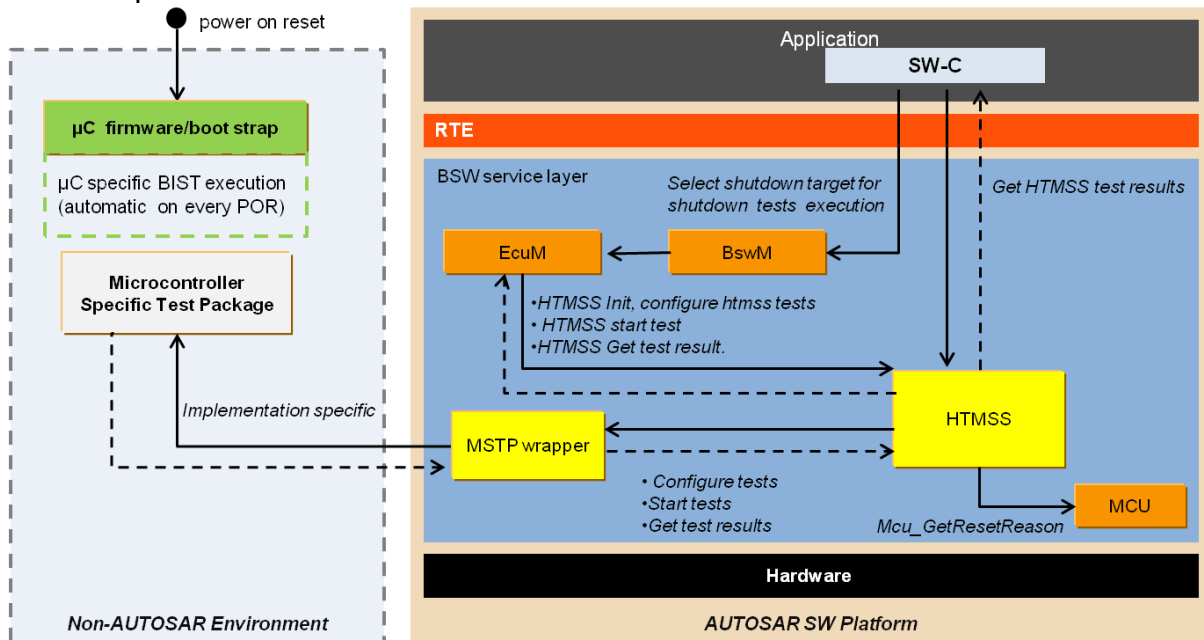 power on reset
µC firmware/boot strap
µC specific BIST execution
(automatic on every POR)
Microcontroller
Specific Test Package
Implementation specific
Non-AUTOSAR Environment
Application
SW-C
RTE
BSW service layer
Select shutdown target for
shutdown tests execution
Get HTMSS test results
EcuM
BswM
•HTMSS Init, configure htmss tests
• HTMSS start test
•HTMSS Get test result.
HTMSS
MSTP wrapper
• Configure tests
•Start tests
•Get test results
Mcu_GetResetReason
MCU
Hardware
AUTOSAR SW Platform